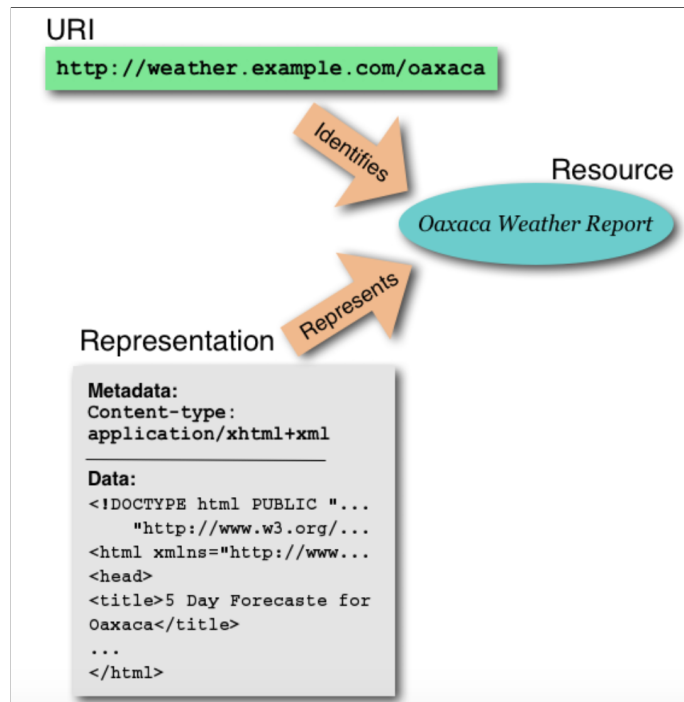 URI
http://weather.example.com/oaxaca
Identifies
Resource
Oaxaca Weather Report
Represents
Representation
Metadata:
Content-type:
application/xhtml+xml
Data:
<!DOCTYPE html PUBLIC "...
"http://www.w3.org/...
<html xmlns="http://www...
<head>
<title>5 Day Forecaste for
Oaxaca</title>
...
</html>